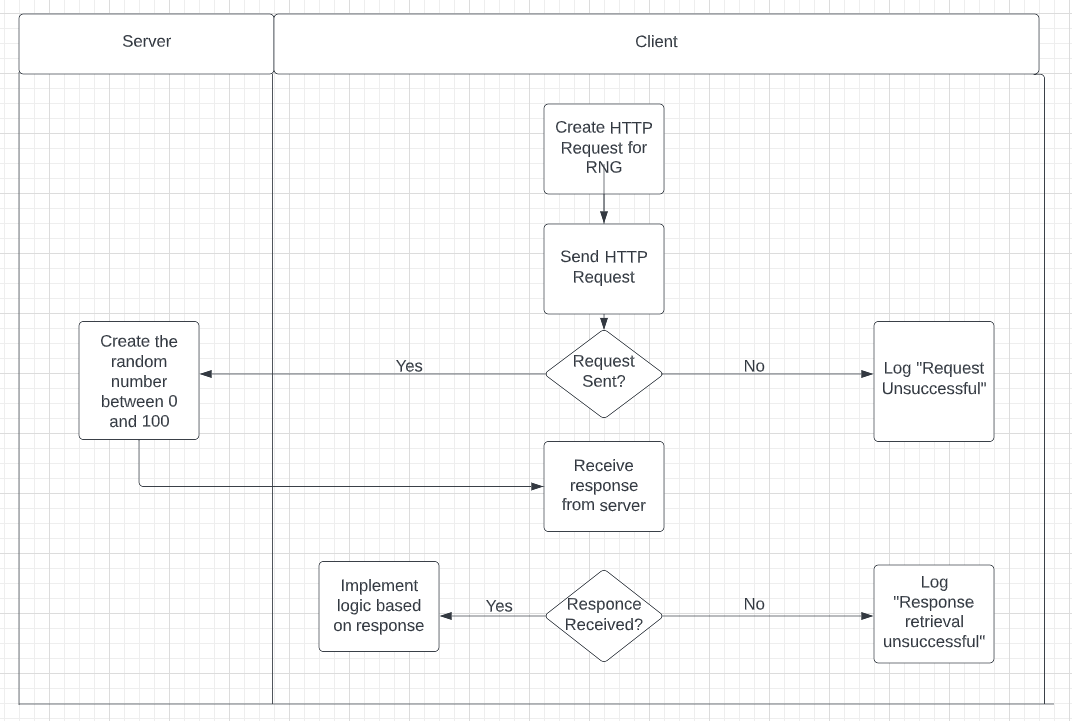 Server
Client
Create HTTP
Request for
RNG
Send HTTP
Request
Create the
random
number
between 0
and 100
Yes
Request
Sent?
No
Log "Request
Unsuccessful"
Receive
response
from server
Implement
logic based
on response
Yes
Responce
Received?
No
Log
"Response
retrieval
unsuccessful"